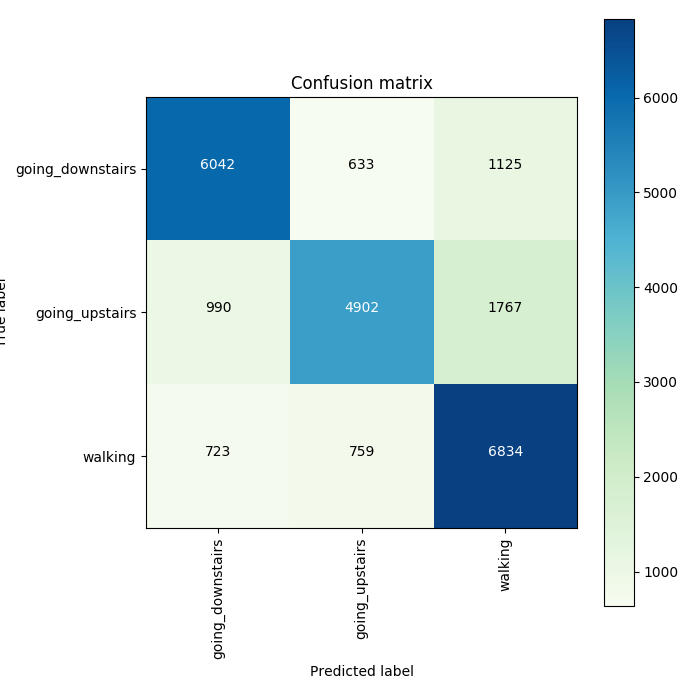 Confusion matrix
6000
going_downstairs
6042
633
1125
5000
going_upstairs
990
4902
1767
4000
3000
walking
723
759
6834
2000
1000
True label
going_downstairs
going_upstairs
walking
Predicted label